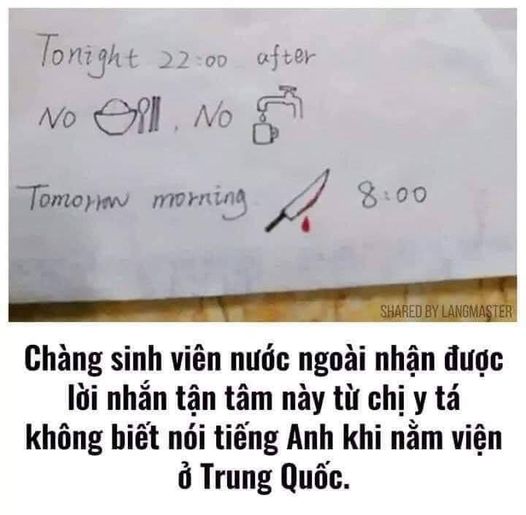 Tonight 22:00 after
No , No
Tomorrow morning 8:00
SHARED BY LANGMASTER
Chàng sinh viên nước ngoài nhận được
lời nhắn tận tâm này từ chị y tá
không biết nói tiếng Anh khi nằm viện
ở Trung Quốc.